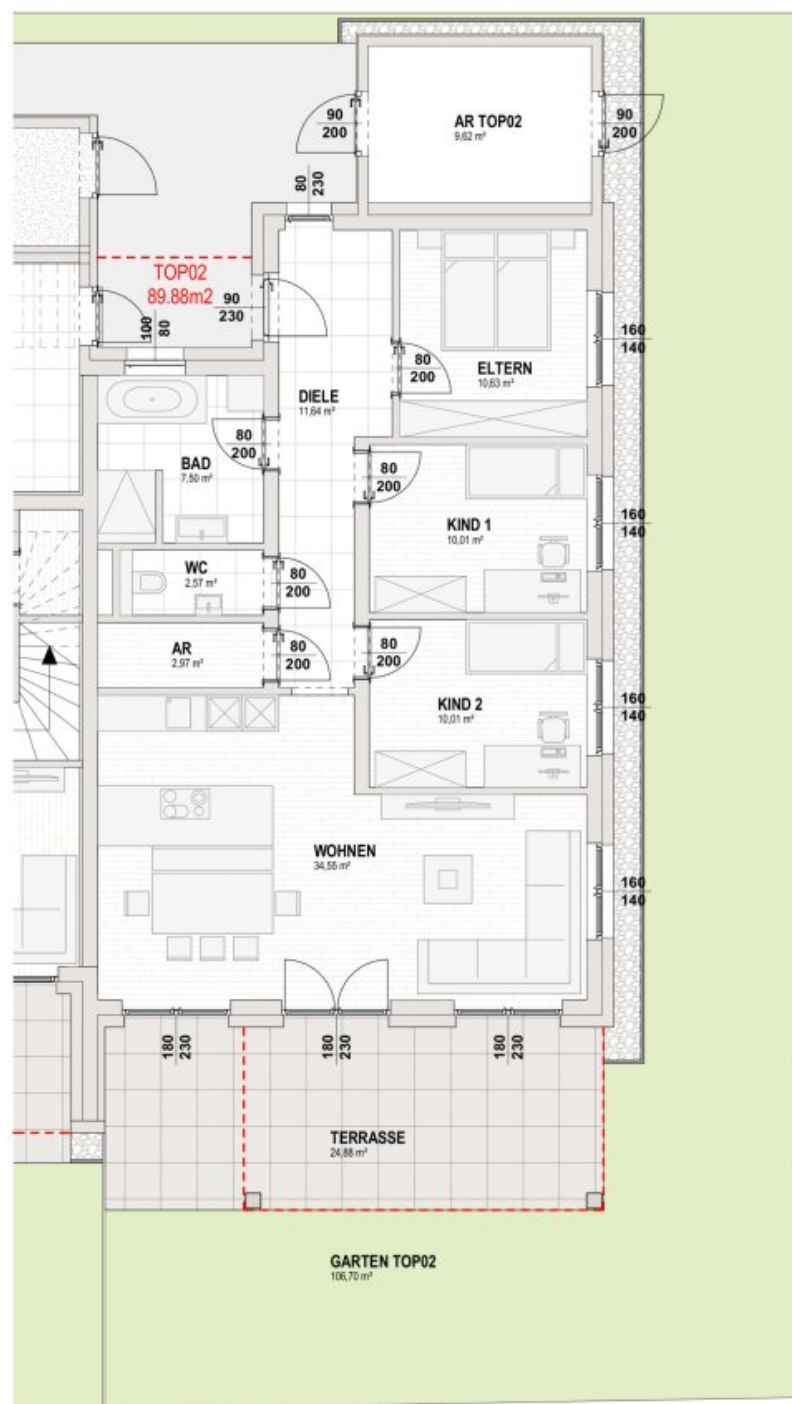 AR TOP02
9,62 m²
90
200
90
200
80
230
TOP02
89.88m2
90
230
100
80
ELTERN
10,63 m²
160
140
80
200
DIELE
11,64 m²
80
200
BAD
7,50 m²
80
200
KIND 1
10,01 m²
160
140
WC
2,57 m²
80
200
AR
2,97 m²
80
200
80
200
KIND 2
10,01 m²
160
140
WOHNEN
34,55 m²
160
140
180
230
180
230
180
230
TERRASSE
24,88 m²
GARTEN TOP02
106,70 m²